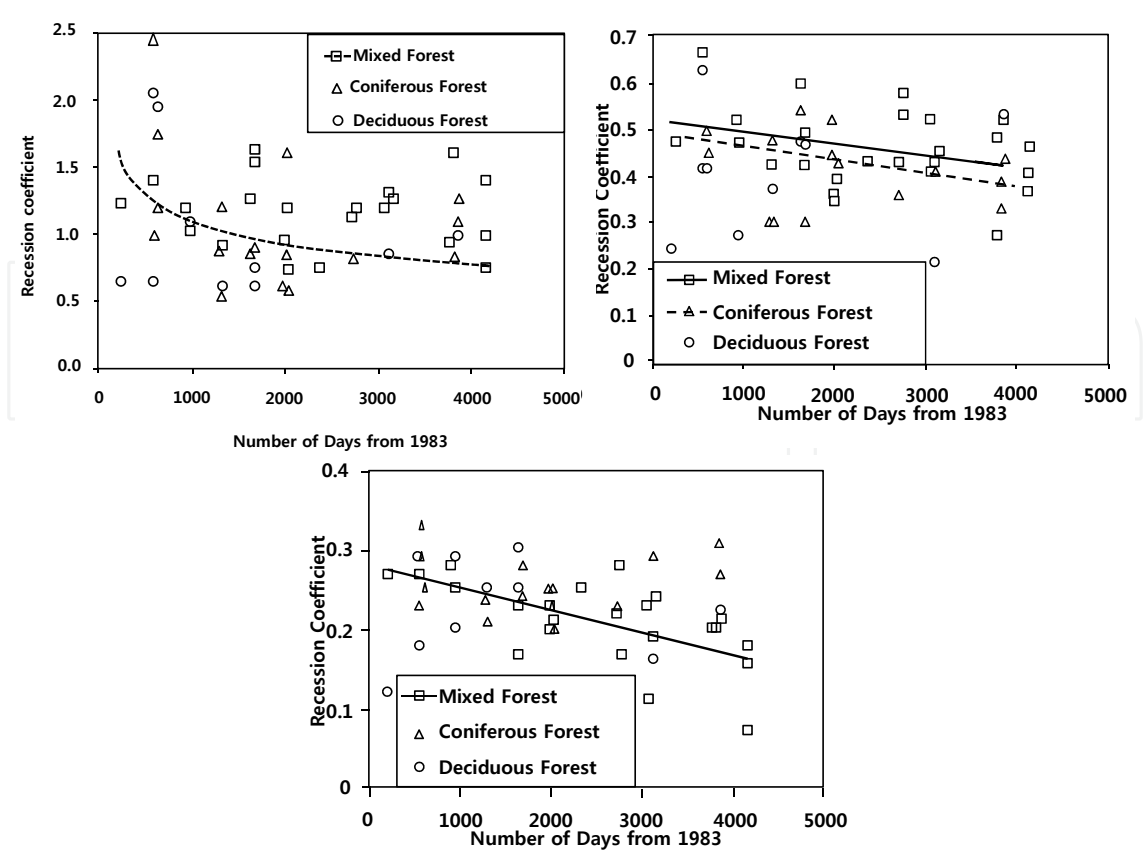 2.5
2.0
1.5
1.0
0.5
0.0
Recession coefficient
Mixed Forest
Coniferous Forest
Deciduous Forest
0 1000 2000 3000 4000 5000
Number of Days from 1983
0.7
0.6
0.5
0.4
0.3
0.2
0.1
0
Recession Coefficient
Mixed Forest
Coniferous Forest
Deciduous Forest
0 1000 2000 3000 4000 5000
Number of Days from 1983
0.4
0.3
0.2
0.1
0
Recession Coefficient
Mixed Forest
Coniferous Forest
Deciduous Forest
0 1000 2000 3000 4000 5000
Number of Days from 1983